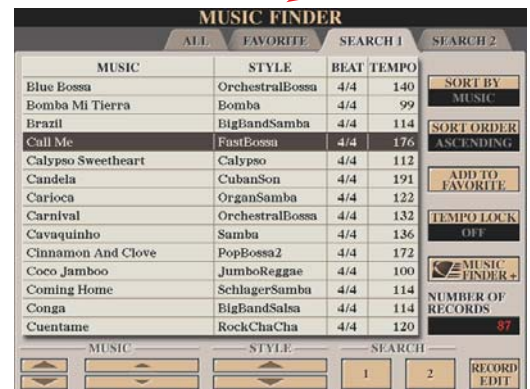 MUSIC FINDER
ALL FAVORITE SEARCH 1 SEARCH 2
MUSIC STYLE BEAT TEMPO
Blue Bossa OrchestralBossa 4/4 140
Bomba Mi Tierra Bomba 4/4 99
Brazil BigBandSamba 4/4 114
Call Me FastBossa 4/4 176
Calypso Sweetheart Calypso 4/4 112
Candela CubanSon 4/4 191
Carioca OrganSamba 4/4 122
Carnival OrchestralBossa 4/4 132
Cavaquinho Samba 4/4 136
Cinnamon And Clove PopBossa2 4/4 172
Coco Jamboo JumboReggae 4/4 100
Coming Home SchlagerSamba 4/4 114
Conga BigBandSalsa 4/4 114
Cuentame RockChaCha 4/4 120
SORT BY
MUSIC
SORT ORDER
ASCENDING
ADD TO
FAVORITE
TEMPO LOCK
OFF
MUSIC
FINDER+
NUMBER OF
RECORDS
87
MUSIC STYLE SEARCH
1 2
RECORD
EDIT